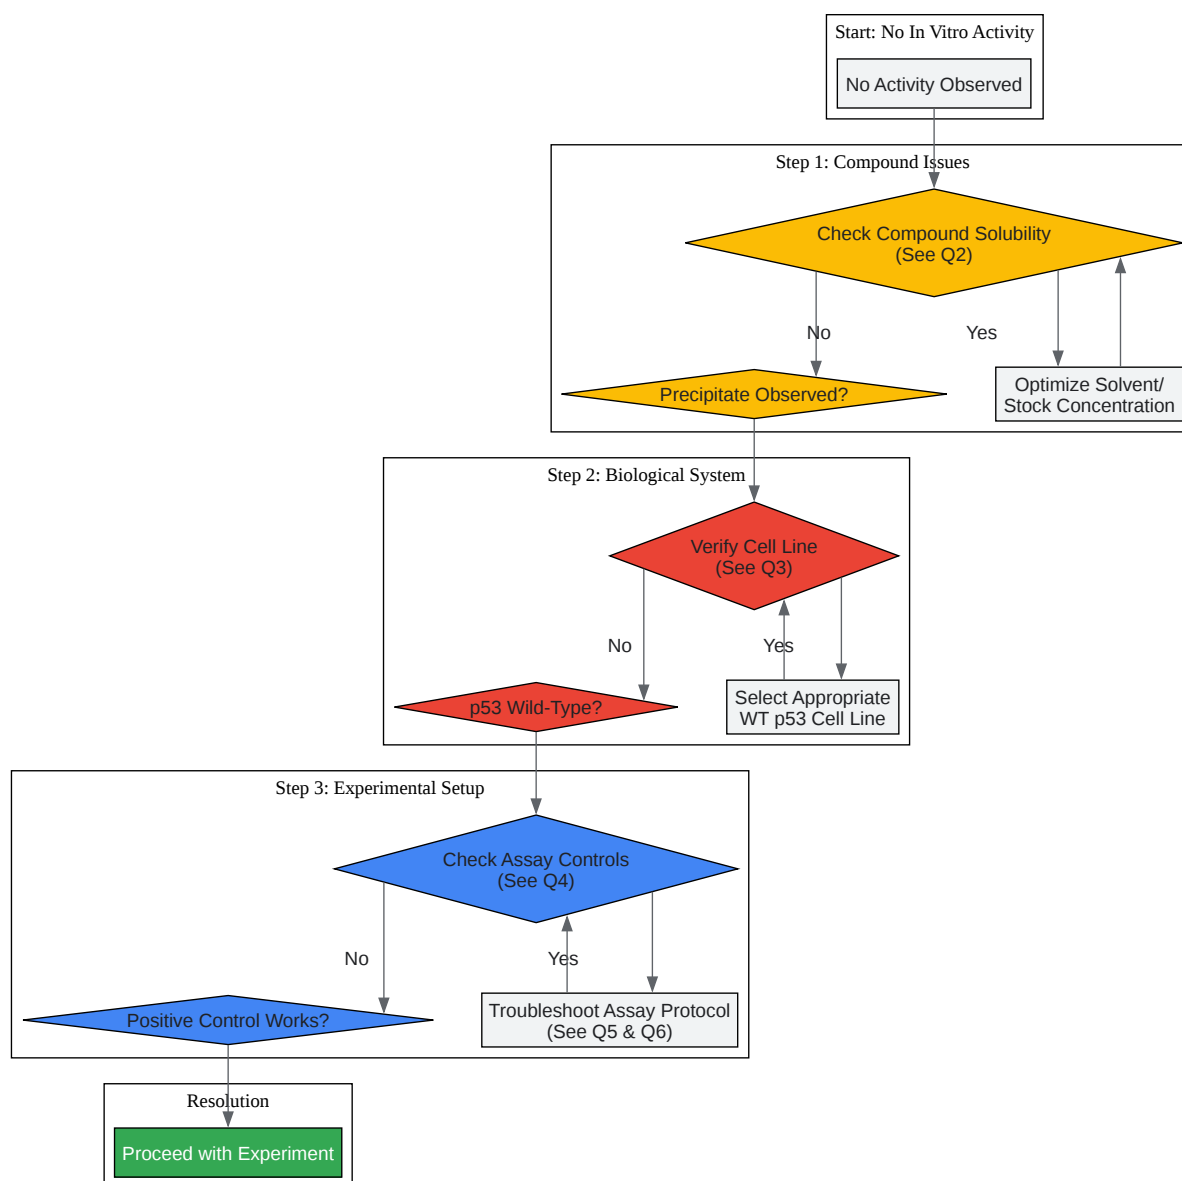 Start: No In Vitro Activity
No Activity Observed
Step 1: Compound Issues
Check Compound Solubility
(See Q2)
No
Yes
Precipitate Observed?
Optimize Solvent/
Stock Concentration
Step 2: Biological System
Verify Cell Line
(See Q3)
No
Yes
p53 Wild-Type?
Select Appropriate
WT p53 Cell Line
Step 3: Experimental Setup
Check Assay Controls
(See Q4)
No
Yes
Positive Control Works?
Troubleshoot Assay Protocol
(See Q5 & Q6)
Resolution
Proceed with Experiment